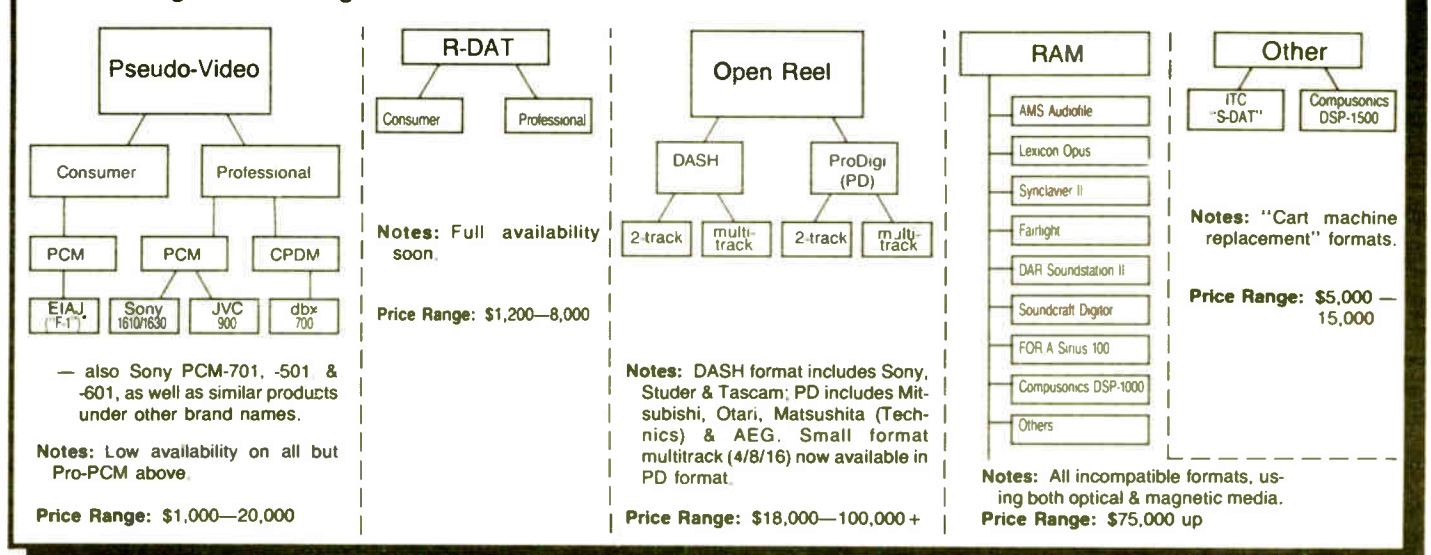 Pseudo-Video
Consumer
Professional
PCM
PCM
CPDM
EIAJ
("F-1")*
Sony
1610/1630
JVC
900
dbx
700
— also Sony PCM-701, -501 &
-601, as well as similar products
under other brand names.
Notes: Low availability on all but
Pro-PCM above.
Price Range: $1,000—20,000
R-DAT
Consumer
Professional
Notes: Full availability
soon.
Price Range: $1,200—8,000
Open Reel
DASH
ProDigi
(PD)
2-track
multi-
track
2-track
multi-
track
Notes: DASH format includes Sony,
Studer & Tascam; PD includes Mit-
subishi, Otari, Matsushita (Tech-
nics) & AEG. Small format
multitrack (4/8/16) now available in
PD format.
Price Range: $18,000—100,000+
RAM
AMS Audiofile
Lexicon Opus
Synclavier II
Fairlight
DAR Soundstation II
Soundcraft Digitor
FOR A Sirius 100
Compusonics DSP-1000
Others
Notes: All incompatible formats, us-
ing both optical & magnetic media.
Price Range: $75,000 up
Other
ITC
"S-DAT"
Compusonics
DSP-1500
Notes: "Cart machine
replacement" formats.
Price Range: $5,000 —
15,000